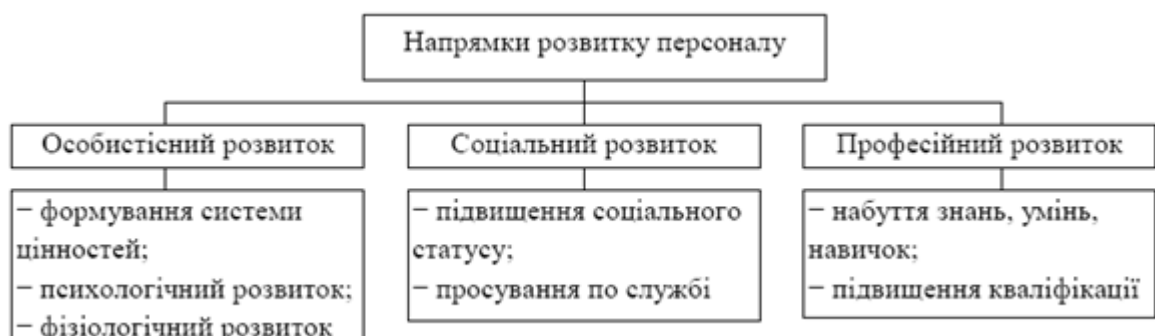 Напрямки розвитку персоналу
Особистісний розвиток
− формування системи
цінностей;
− психологічний розвиток;
− фізіологічний розвиток
Соціальний розвиток
− підвищення соціального
статусу;
− просування по службі
Професійний розвиток
− набуття знань, умінь,
навичок;
− підвищення кваліфікації